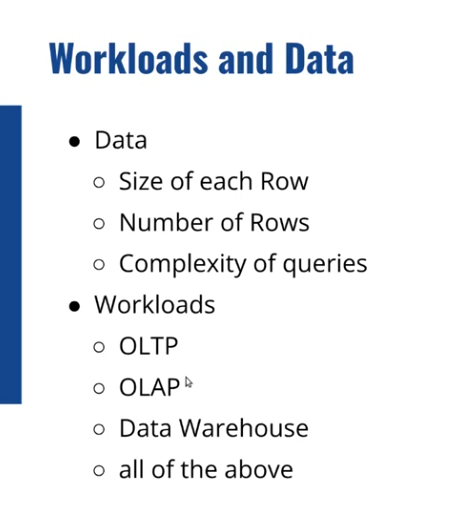 Workloads and Data
● Data
○ Size of each Row
○ Number of Rows
○ Complexity of queries
● Workloads
○ OLTP
○ OLAP
○ Data Warehouse
○ all of the above